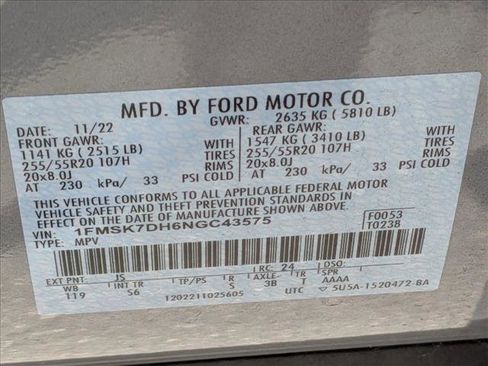 MFD. BY FORD MOTOR CO.
DATE: 11/22 GVWR: 2635 KG ( 5810 LB)
FRONT GAWR: REAR GAWR:
1141 KG ( 2515 LB) WITH 1547 KG ( 3410 LB) WITH
255/55R20 107H TIRES 255/55R20 107H TIRES
20x8.0J RIMS 20x8.0J RIMS
AT 230 kPa/ 33 PSI COLD AT 230 kPa/ 33 PSI COLD
THIS VEHICLE CONFORMS TO ALL APPLICABLE FEDERAL MOTOR
VEHICLE SAFETY AND THEFT PREVENTION STANDARDS IN
EFFECT ON THE DATE OF MANUFACTURE SHOWN ABOVE.
VIN: 1FMSK7DH6NGC43575 F0053
TYPE: MPV T0238
EXT PNT: JS RC: 24 DSO:
WB INT TR TP/PS R AXLE TR SPR
119 S6 S 3B T AAAA
1202211025605 UTC 5U5A-1520472-BA